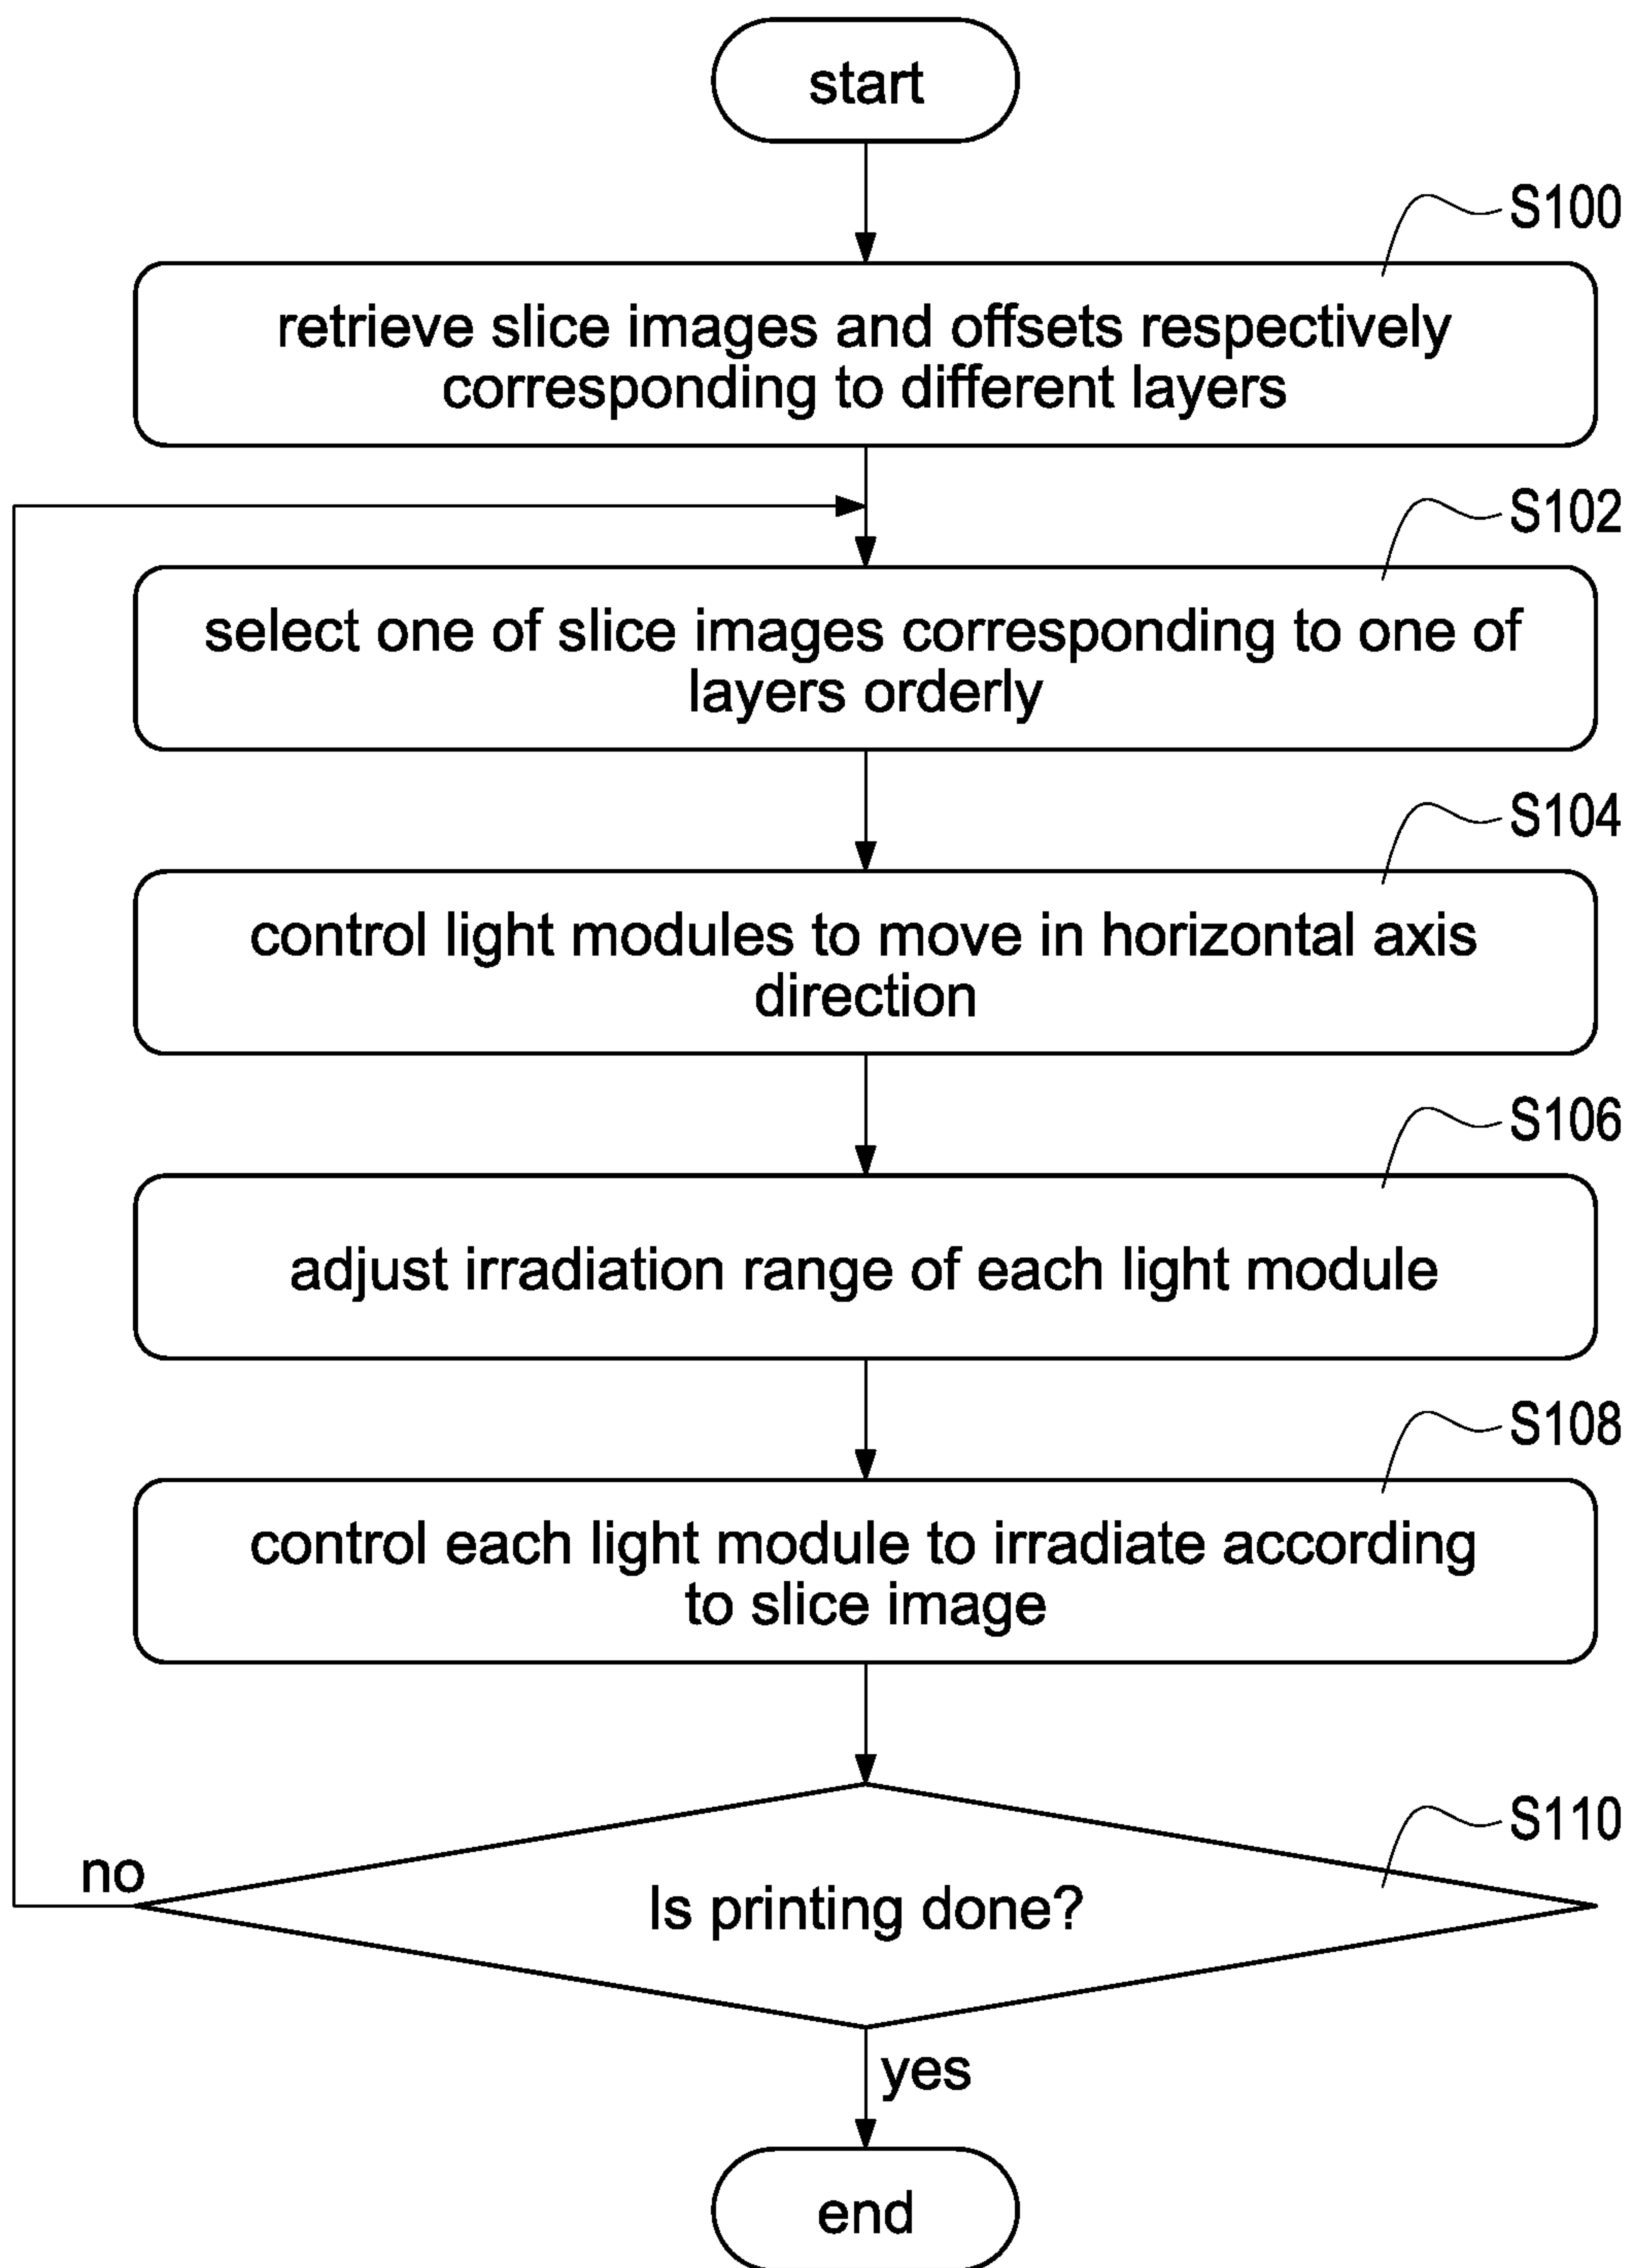 start
S100
retrieve slice images and offsets respectively
corresponding to different layers
S102
select one of slice images corresponding to one of
layers orderly
S104
control light modules to move in horizontal axis
direction
S106
adjust irradiation range of each light module
S108
control each light module to irradiate according
to slice image
S110
no
Is printing done?
yes
end